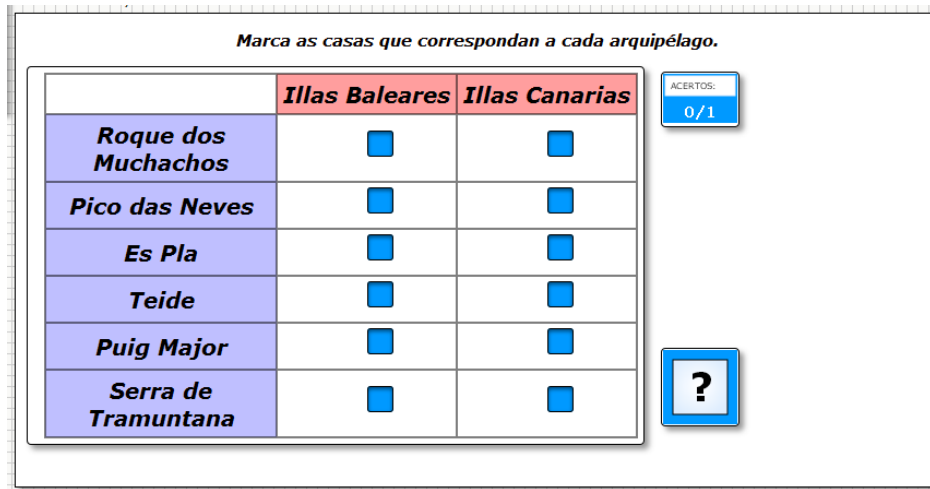 Marca as casas que correspondan a cada arquipélago.
Illas Baleares Illas Canarias
ACERTOS:
0/1
Roque dos
Muchachos
Pico das Neves
Es Pla
Teide
Puig Major
Serra de
Tramuntana
?